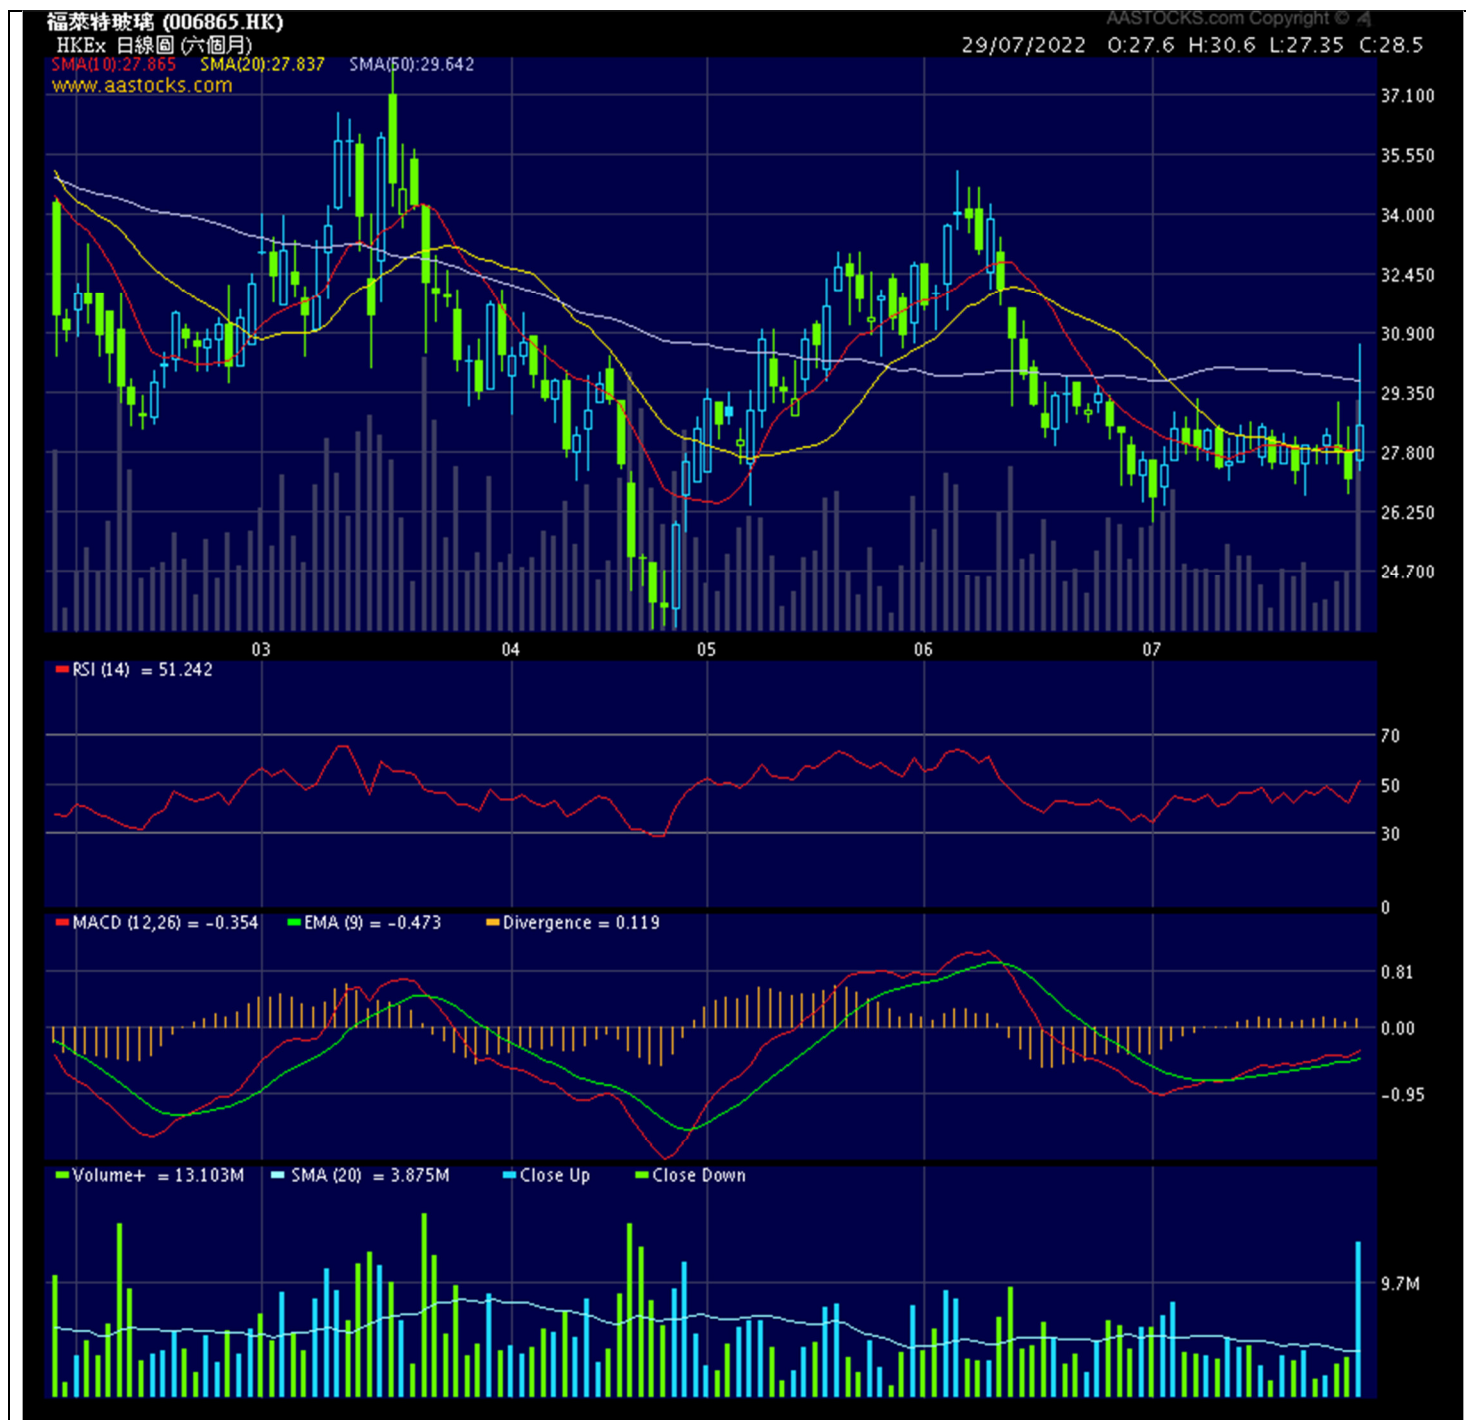 AASTOCKS.com Copyright ©
福萊特玻璃 (006865.HK)
HKEx 日線圖 (六個月)
29/07/2022 O:27.6 H:30.6 L:27.35 C:28.5
SMA(10):27.865 SMA(20):27.837 SMA(50):29.642
www.aastocks.com
37.100
35.550
34.000
32.450
30.900
29.350
27.800
26.250
24.700
03 04 05 06 07
RSI (14) = 51.242
70
50
30
0
MACD (12,26) = -0.354 EMA (9) = -0.473 Divergence = 0.119
0.81
0.00
-0.95
Volume+ = 13.103M SMA (20) = 3.875M Close Up Close Down
9.7M